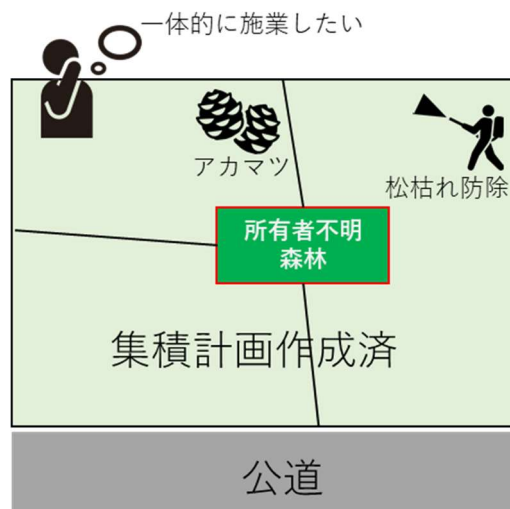 一体的に施業したい
アカマツ
松枯れ防除
所有者不明
森林
集積計画作成済
公道